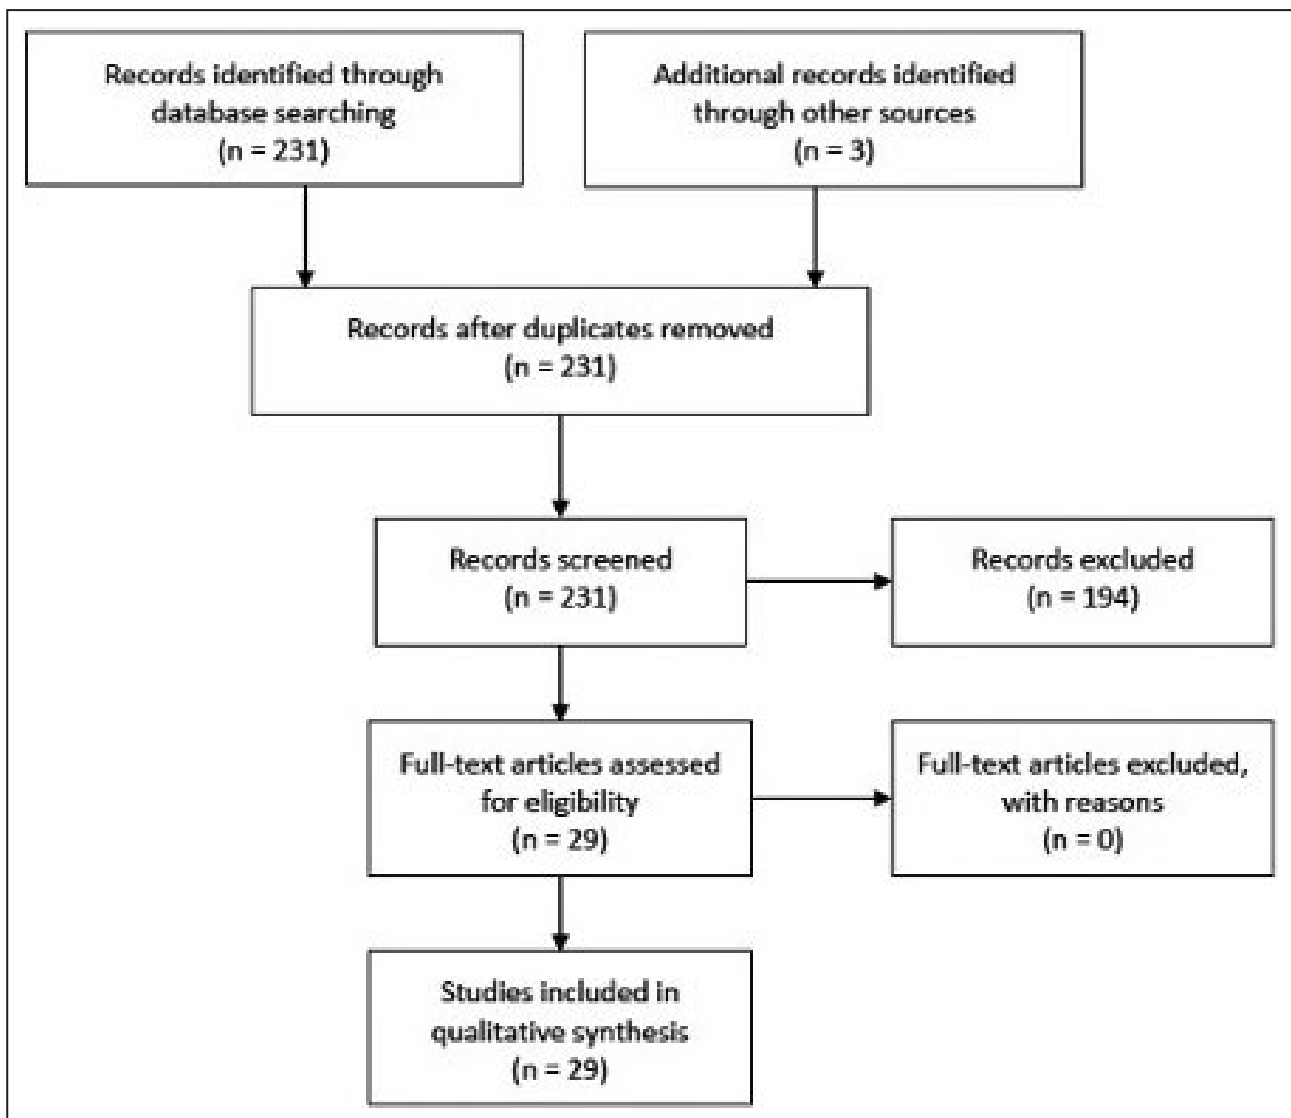 Records identified through
database searching
(n = 231)
Additional records identified
through other sources
(n = 3)
Records after duplicates removed
(n = 231)
Records screened
(n = 231)
Records excluded
(n = 194)
Full-text articles assessed
for eligibility
(n = 29)
Full-text articles excluded,
with reasons
(n = 0)
Studies included in
qualitative synthesis
(n = 29)